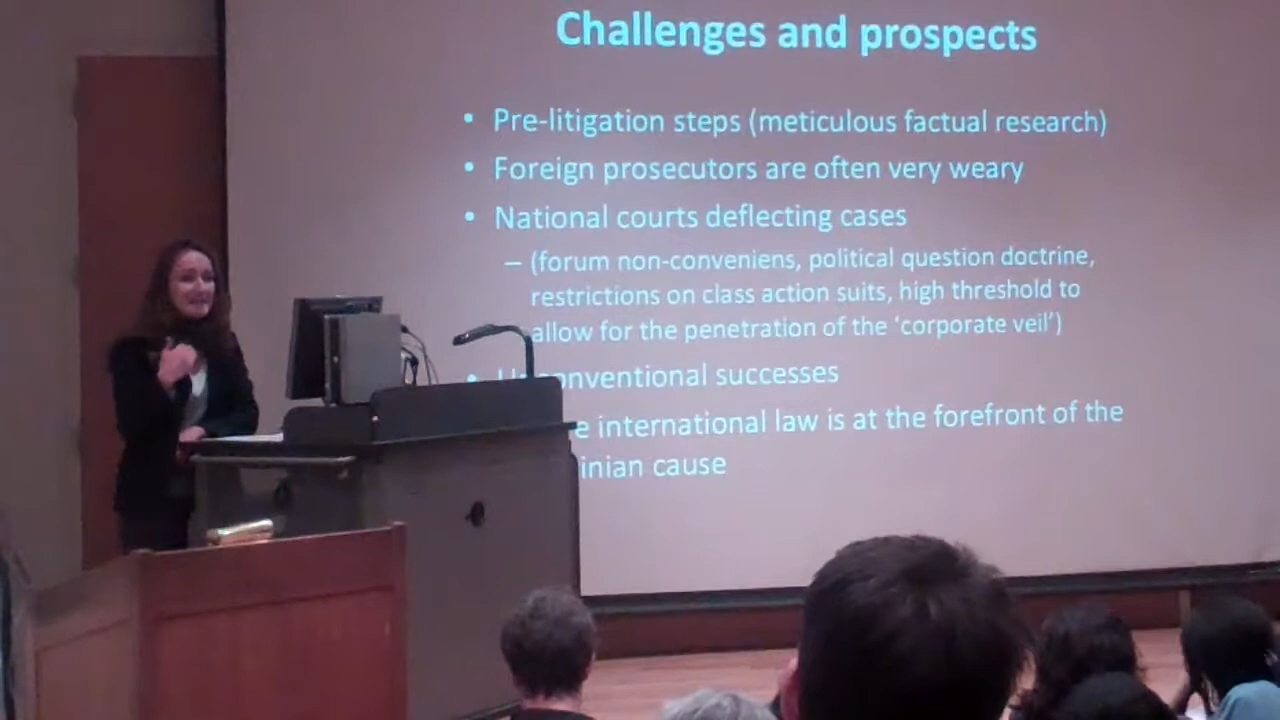 Challenges and prospects
• Pre-litigation steps (meticulous factual research)
• Foreign prosecutors are often very weary
• National courts deflecting cases
– (forum non-conveniens, political question doctrine,
restrictions on class action suits, high threshold to
allow for the penetration of the ‘corporate veil’)
• successes
international law is at the forefront of the
cause